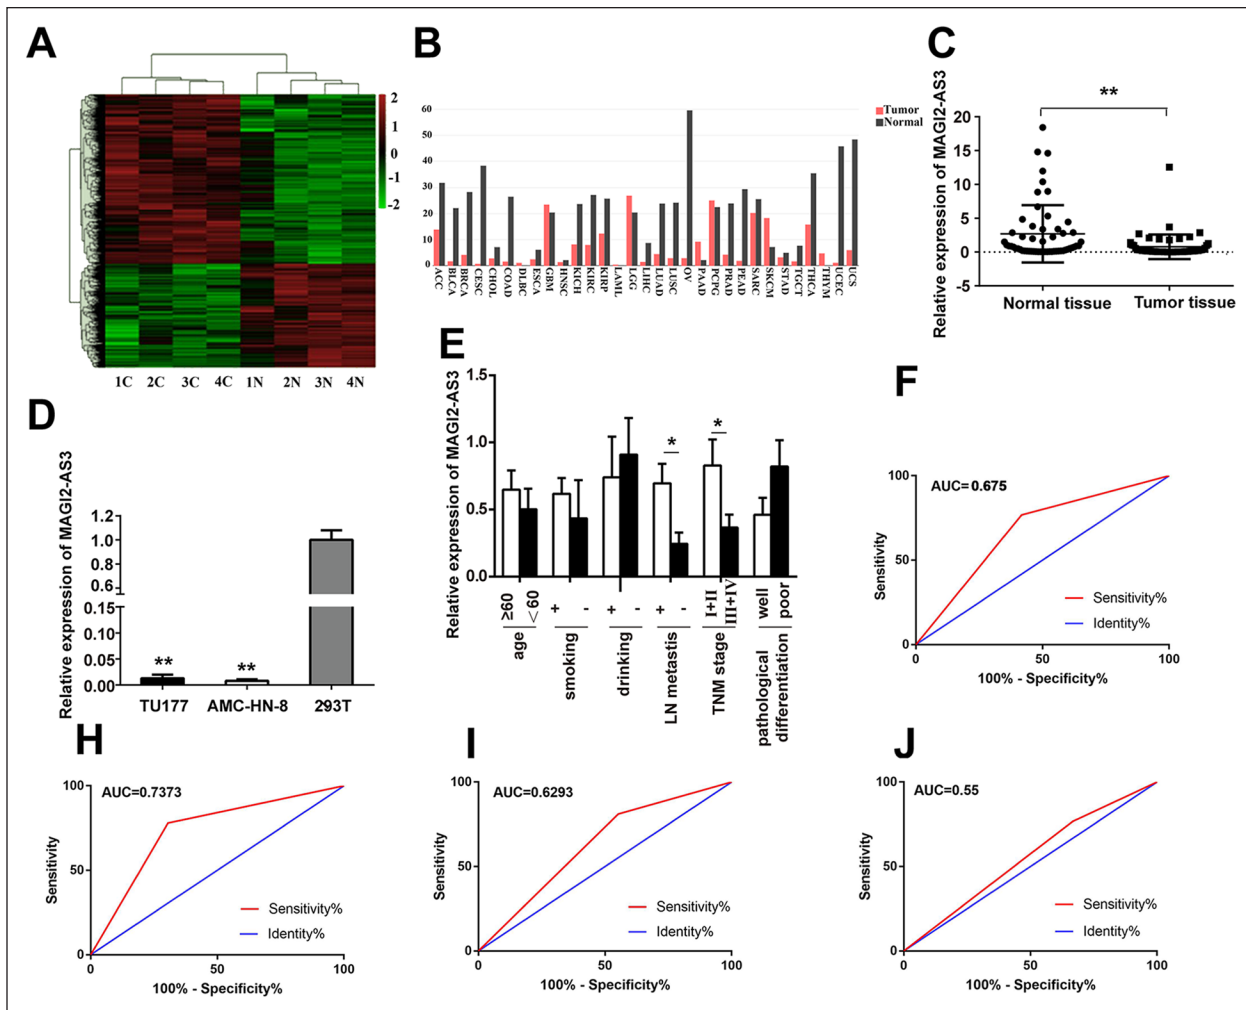 A
2
1
0
-1
-2
1C 2C 3C 4C 1N 2N 3N 4N
B
60
50
40
30
20
10
0
Tumor
Normal
ACC
BLCA
BRCA
CESC
CHOL
COAD
DLBC
ESCA
GBM
HNSC
KICH
KIRC
KIRP
LAML
LGG
LIHC
LUAD
LUSC
OV
PAAD
PCPG
PRAD
PEAD
SARC
SKCM
STAD
TGCT
THCA
THYM
UCEC
UCS
C
Relative expression of MAGI2-AS3
**
20
15
10
5
0
-5
Normal tissue Tumor tissue
D
Relative expression of MAGI2-AS3
1.2
1.0
0.8
0.6
0.15
0.10
0.05
0.00
** **
TU177 AMC-HN-8 293T
E
Relative expression of MAGI2-AS3
1.5
1.0
0.5
0.0
* *
≥60
<60
age
+ -
smoking
+ -
drinking
+ -
LN metastis
I+II
III+IV
TNM stage
well
poor
pathological
differentiation
F
AUC=0.675
Sensitivity
100
50
0
Sensitivity%
Identity%
0 50 100
100% - Specificity%
H
AUC=0.7373
Sensitivity
100
50
0
Sensitivity%
Identity%
0 50 100
100% - Specificity%
I
AUC=0.6293
Sensitivity
100
50
0
Sensitivity%
Identity%
0 50 100
100% - Specificity%
J
AUC=0.55
Sensitivity
100
50
0
Sensitivity%
Identity%
0 50 100
100% - Specificity%